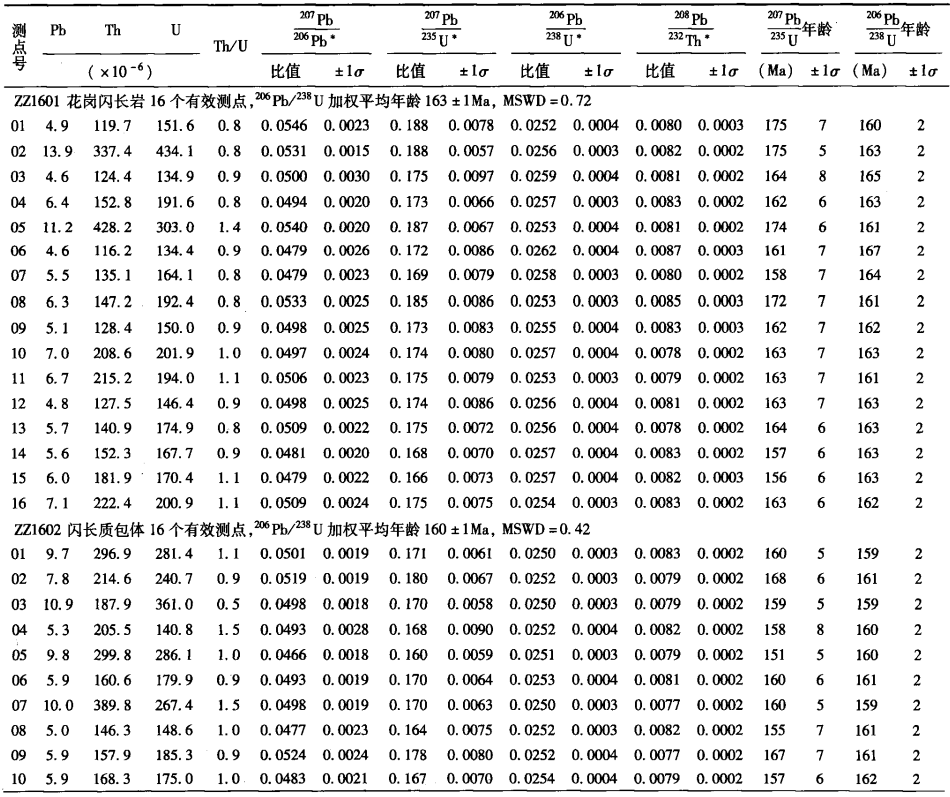 测点号 Pb Th U Th/U 207Pb/206Pb* 207Pb/235U* 206Pb/238U* 208Pb/232Th* 207Pb/235U年龄 206Pb/238U年龄
(×10-6) 比值 ±1σ 比值 ±1σ 比值 ±1σ 比值 ±1σ (Ma) ±1σ (Ma) ±1σ
ZZ1601 花岗闪长岩 16 个有效测点,206Pb/238U 加权平均年龄 163 ±1Ma, MSWD =0.72
01 4.9 119.7 151.6 0.8 0.0546 0.0023 0.188 0.0078 0.0252 0.0004 0.0080 0.0003 175 7 160 2
02 13.9 337.4 434.1 0.8 0.0531 0.0015 0.188 0.0057 0.0256 0.0003 0.0082 0.0002 175 5 163 2
03 4.6 124.4 134.9 0.9 0.0500 0.0030 0.175 0.0097 0.0259 0.0004 0.0081 0.0002 164 8 165 2
04 6.4 152.8 191.6 0.8 0.0494 0.0020 0.173 0.0066 0.0257 0.0003 0.0083 0.0002 162 6 163 2
05 11.2 428.2 303.0 1.4 0.0540 0.0020 0.187 0.0067 0.0253 0.0004 0.0081 0.0002 174 6 161 2
06 4.6 116.2 134.4 0.9 0.0479 0.0026 0.172 0.0086 0.0262 0.0004 0.0087 0.0003 161 7 167 2
07 5.5 135.1 164.1 0.8 0.0479 0.0023 0.169 0.0079 0.0258 0.0003 0.0080 0.0002 158 7 164 2
08 6.3 147.2 192.4 0.8 0.0533 0.0025 0.185 0.0086 0.0253 0.0003 0.0085 0.0003 172 7 161 2
09 5.1 128.4 150.0 0.9 0.0498 0.0025 0.173 0.0083 0.0255 0.0004 0.0083 0.0003 162 7 162 2
10 7.0 208.6 201.9 1.0 0.0497 0.0024 0.174 0.0080 0.0257 0.0004 0.0078 0.0002 163 7 163 2
11 6.7 215.2 194.0 1.1 0.0506 0.0023 0.175 0.0079 0.0253 0.0003 0.0079 0.0002 163 7 161 2
12 4.8 127.5 146.4 0.9 0.0498 0.0025 0.174 0.0086 0.0256 0.0004 0.0081 0.0002 163 7 163 2
13 5.7 140.9 174.9 0.8 0.0509 0.0022 0.175 0.0072 0.0256 0.0004 0.0078 0.0002 164 6 163 2
14 5.6 152.3 167.7 0.9 0.0481 0.0020 0.168 0.0070 0.0257 0.0004 0.0083 0.0002 157 6 163 2
15 6.0 181.9 170.4 1.1 0.0479 0.0022 0.166 0.0073 0.0257 0.0004 0.0082 0.0003 156 6 163 2
16 7.1 222.4 200.9 1.1 0.0509 0.0024 0.175 0.0075 0.0254 0.0003 0.0083 0.0002 163 6 162 2
ZZ1602 闪长质包体 16 个有效测点,206Pb/238U 加权平均年龄 160 ±1Ma, MSWD =0.42
01 9.7 296.9 281.4 1.1 0.0501 0.0019 0.171 0.0061 0.0250 0.0003 0.0083 0.0002 160 5 159 2
02 7.8 214.6 240.7 0.9 0.0519 0.0019 0.180 0.0067 0.0252 0.0003 0.0079 0.0002 168 6 161 2
03 10.9 187.9 361.0 0.5 0.0498 0.0018 0.170 0.0058 0.0250 0.0003 0.0079 0.0002 159 5 159 2
04 5.3 205.5 140.8 1.5 0.0493 0.0028 0.168 0.0090 0.0252 0.0004 0.0082 0.0002 158 8 160 2
05 9.8 299.8 286.1 1.0 0.0466 0.0018 0.160 0.0059 0.0251 0.0003 0.0079 0.0002 151 5 160 2
06 5.9 160.6 179.9 0.9 0.0493 0.0019 0.170 0.0064 0.0253 0.0004 0.0081 0.0002 160 6 161 2
07 10.0 389.8 267.4 1.5 0.0498 0.0019 0.170 0.0063 0.0250 0.0003 0.0077 0.0002 160 5 159 2
08 5.0 146.3 148.6 1.0 0.0477 0.0023 0.164 0.0075 0.0252 0.0003 0.0082 0.0002 155 7 161 2
09 5.9 157.9 185.3 0.9 0.0524 0.0024 0.178 0.0080 0.0252 0.0004 0.0077 0.0002 167 7 161 2
10 5.9 168.3 175.0 1.0 0.0483 0.0021 0.167 0.0070 0.0254 0.0004 0.0079 0.0002 157 6 162 2